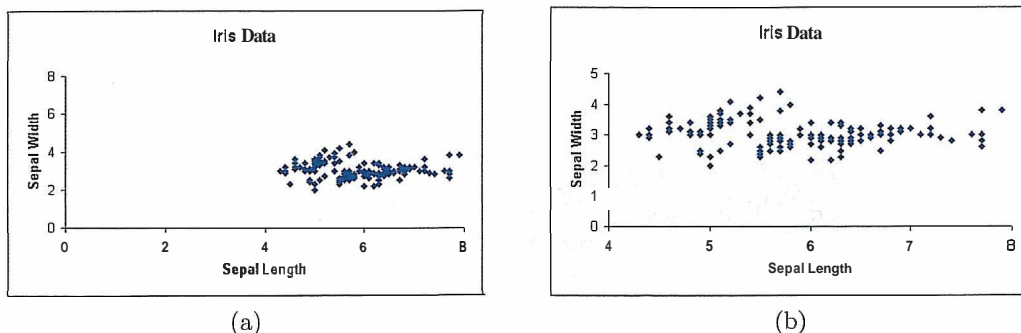 Iris Data
8
6
4
2
0
0 2 4 6 8
Sepal Width
Sepal Length
(a)
Iris Data
5
4
3
2
1
0
4 5 6 7 8
Sepal Width
Sepal Length
(b)